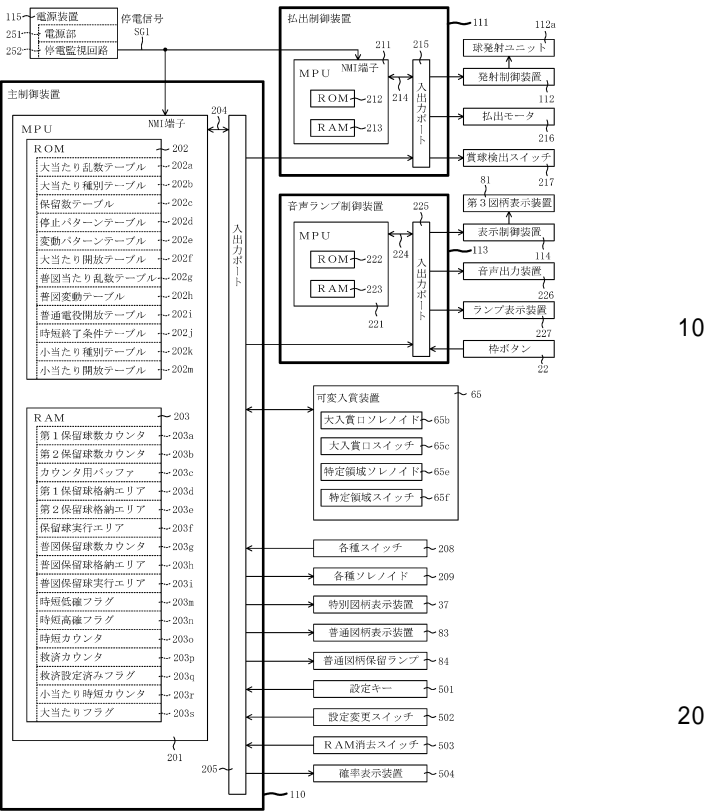 115 電源装置
251 電源部
252 停電監視回路
停電信号
SG1
主制御装置
MPU
NMI端子
204
ROM 202
大当たり乱数テーブル 202a
大当たり種別テーブル 202b
保留数テーブル 202c
停止パターンテーブル 202d
変動パターンテーブル 202e
大当たり開放テーブル 202f
普図当たり乱数テーブル 202g
普図変動テーブル 202h
普通電役開放テーブル 202i
時短終了条件テーブル 202j
小当たり種別テーブル 202k
小当たり開放テーブル 202m
RAM 203
第1保留球数カウンタ 203a
第2保留球数カウンタ 203b
カウンタ用バッファ 203c
第1保留球格納エリア 203d
第2保留球格納エリア 203e
保留球実行エリア 203f
普図保留球数カウンタ 203g
普図保留球格納エリア 203h
普図保留球実行エリア 203i
時短低確フラグ 203m
時短高確フラグ 203n
時短カウンタ 203o
救済カウンタ 203p
救済設定済みフラグ 203q
小当たり時短カウンタ 203r
大当たりフラグ 203s
201
205
入出力ポート
110
払出制御装置
111
MPU
NMI端子
211
ROM 212
RAM 213
214
215
入出力ポート
112a
球発射ユニット
発射制御装置
112
払出モータ
216
賞球検出スイッチ
217
音声ランプ制御装置
113
MPU
ROM 222
RAM 223
221
224
225
入出力ポート
81
第3図柄表示装置
表示制御装置
114
音声出力装置
226
ランプ表示装置
227
枠ボタン
22
可変入賞装置 65
大入賞口ソレノイド 65b
大入賞口スイッチ 65c
特定領域ソレノイド 65e
特定領域スイッチ 65f
各種スイッチ 208
各種ソレノイド 209
特別図柄表示装置 37
普通図柄表示装置 83
普通図柄保留ランプ 84
設定キー 501
設定変更スイッチ 502
RAM消去スイッチ 503
確率表示装置 504
10
20